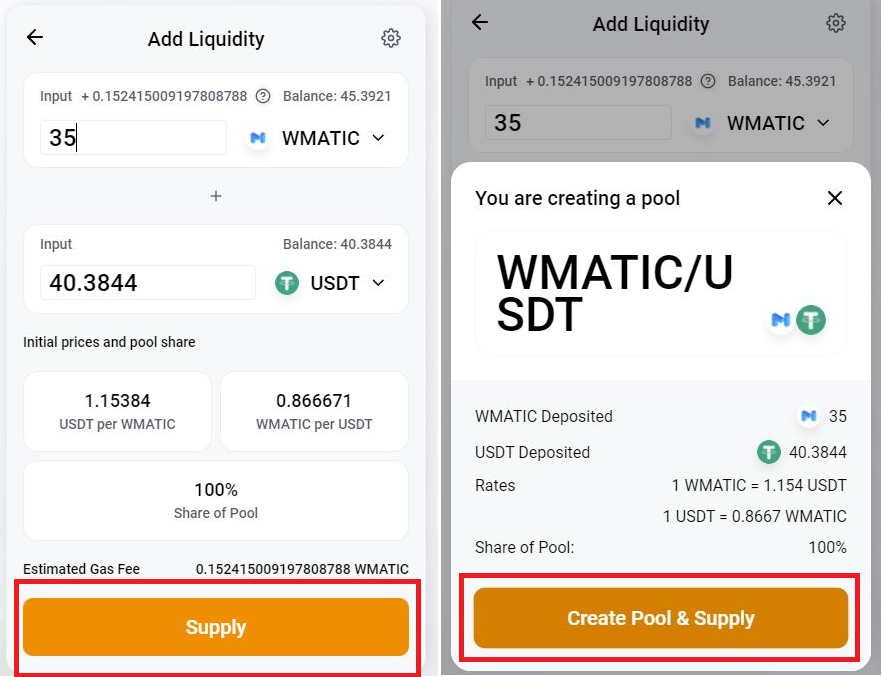 Add Liquidity
Input + 0.152415009197808788 ? Balance: 45.3921
35 WMATIC
+
Input Balance: 40.3844
40.3844 USDT
Initial prices and pool share
1.15384 0.866671
USDT per WMATIC WMATIC per USDT
100%
Share of Pool
Estimated Gas Fee 0.152415009197808788 WMATIC
Supply
Add Liquidity
Input + 0.152415009197808788 ? Balance: 45.3921
35 WMATIC
You are creating a pool
WMATIC/U
SDT
WMATIC Deposited 35
USDT Deposited 40.3844
Rates 1 WMATIC = 1.154 USDT
1 USDT = 0.8667 WMATIC
Share of Pool: 100%
Create Pool & Supply